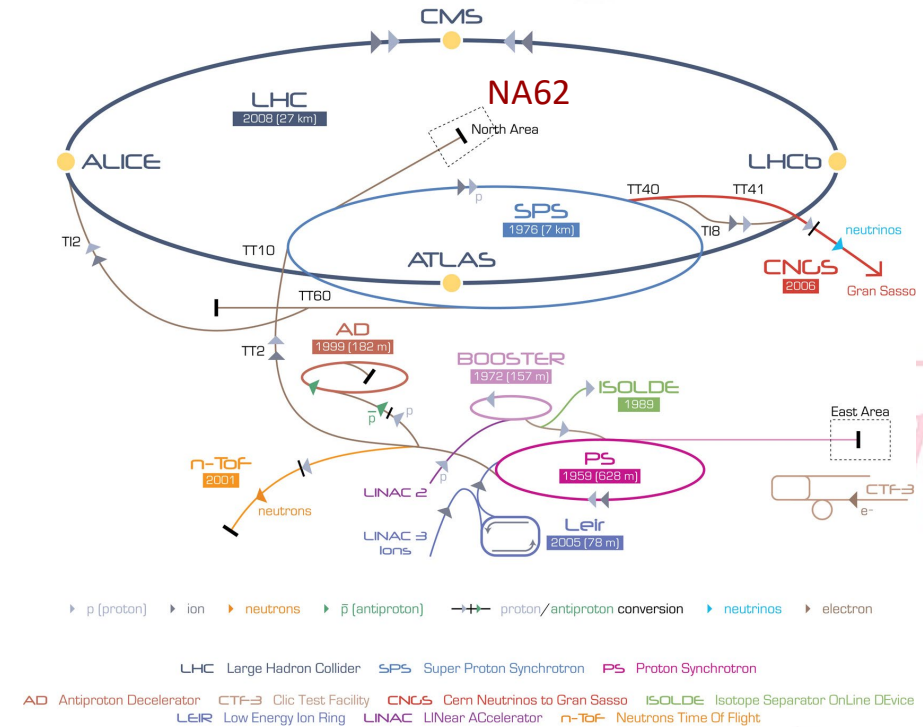 CMS
LHC
2008 (27 km)
NA62
North Area
ALICE
LHCb
p
SPS
1976 (7 km)
TT40
TT41
TI8
neutrinos
TI2
TT10
ATLAS
CNGS
2006
Gran Sasso
TT60
AD
1999 (182 m)
TT2
BOOSTER
1972 (157 m)
ISOLDE
1989
p̅
p
East Area
n-ToF
2001
neutrons
LINAC 2
p
PS
1959 (628 m)
CTF-3
e-
LINAC 3
Ions
Leir
2005 (78 m)
p (proton) ion neutrons p̅ (antiproton) proton/antiproton conversion neutrinos electron
LHC Large Hadron Collider SPS Super Proton Synchrotron PS Proton Synchrotron
AD Antiproton Decelerator CTF-3 Clic Test Facility CNGS Cern Neutrinos to Gran Sasso ISOLDE Isotope Separator OnLine DEvice
LEIR Low Energy Ion Ring LINAC LINear ACcelerator n-ToF Neutrons Time Of Flight